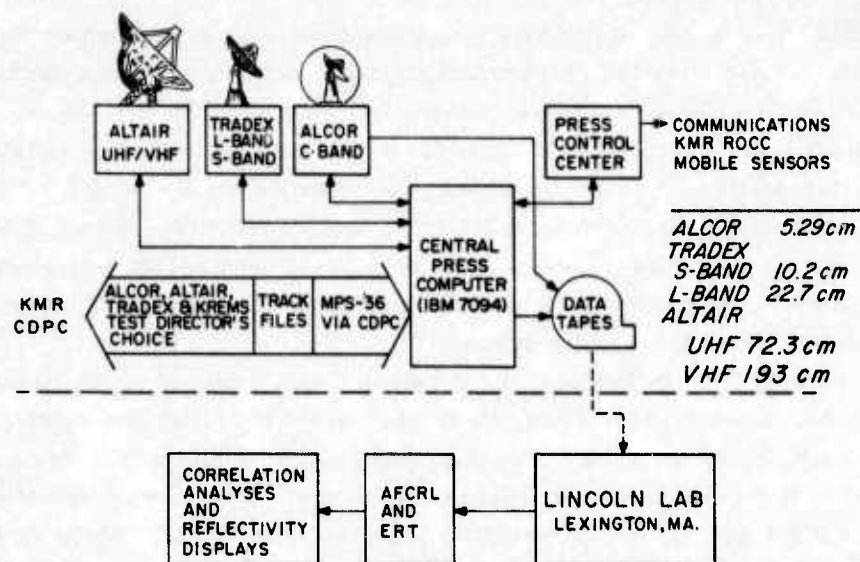 ALTAIR
UHF/VHF
TRADEX
L-BAND
S-BAND
ALCOR
C-BAND
PRESS
CONTROL
CENTER
COMMUNICATIONS
KMR ROCC
MOBILE SENSORS
CENTRAL
PRESS
COMPUTER
(IBM 7094)
DATA
TAPES
ALCOR 5.29cm
TRADEX
S-BAND 10.2cm
L-BAND 22.7cm
ALTAIR
UHF 72.3cm
VHF 193 cm
KMR
CDPC
ALCOR, ALTAIR,
TRADEX & KREMS
TEST DIRECTOR'S
CHOICE
TRACK
FILES
MPS-36
VIA CDPC
CORRELATION
ANALYSES
AND
REFLECTIVITY
DISPLAYS
AFCRL
AND
ERT
LINCOLN LAB
LEXINGTON, MA.